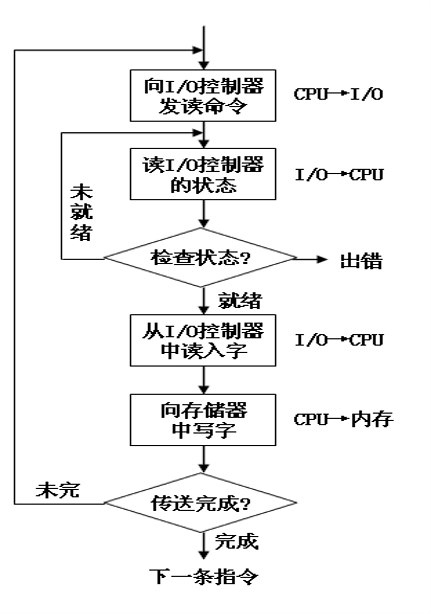 向I/O控制器
发读命令
CPU→I/O
读I/O控制器
的状态
I/O→CPU
未
就
绪
检查状态?
出错
就绪
从I/O控制器
中读入字
I/O→CPU
向存储器
中写字
CPU→内存
未完
传送完成?
完成
下一条指令